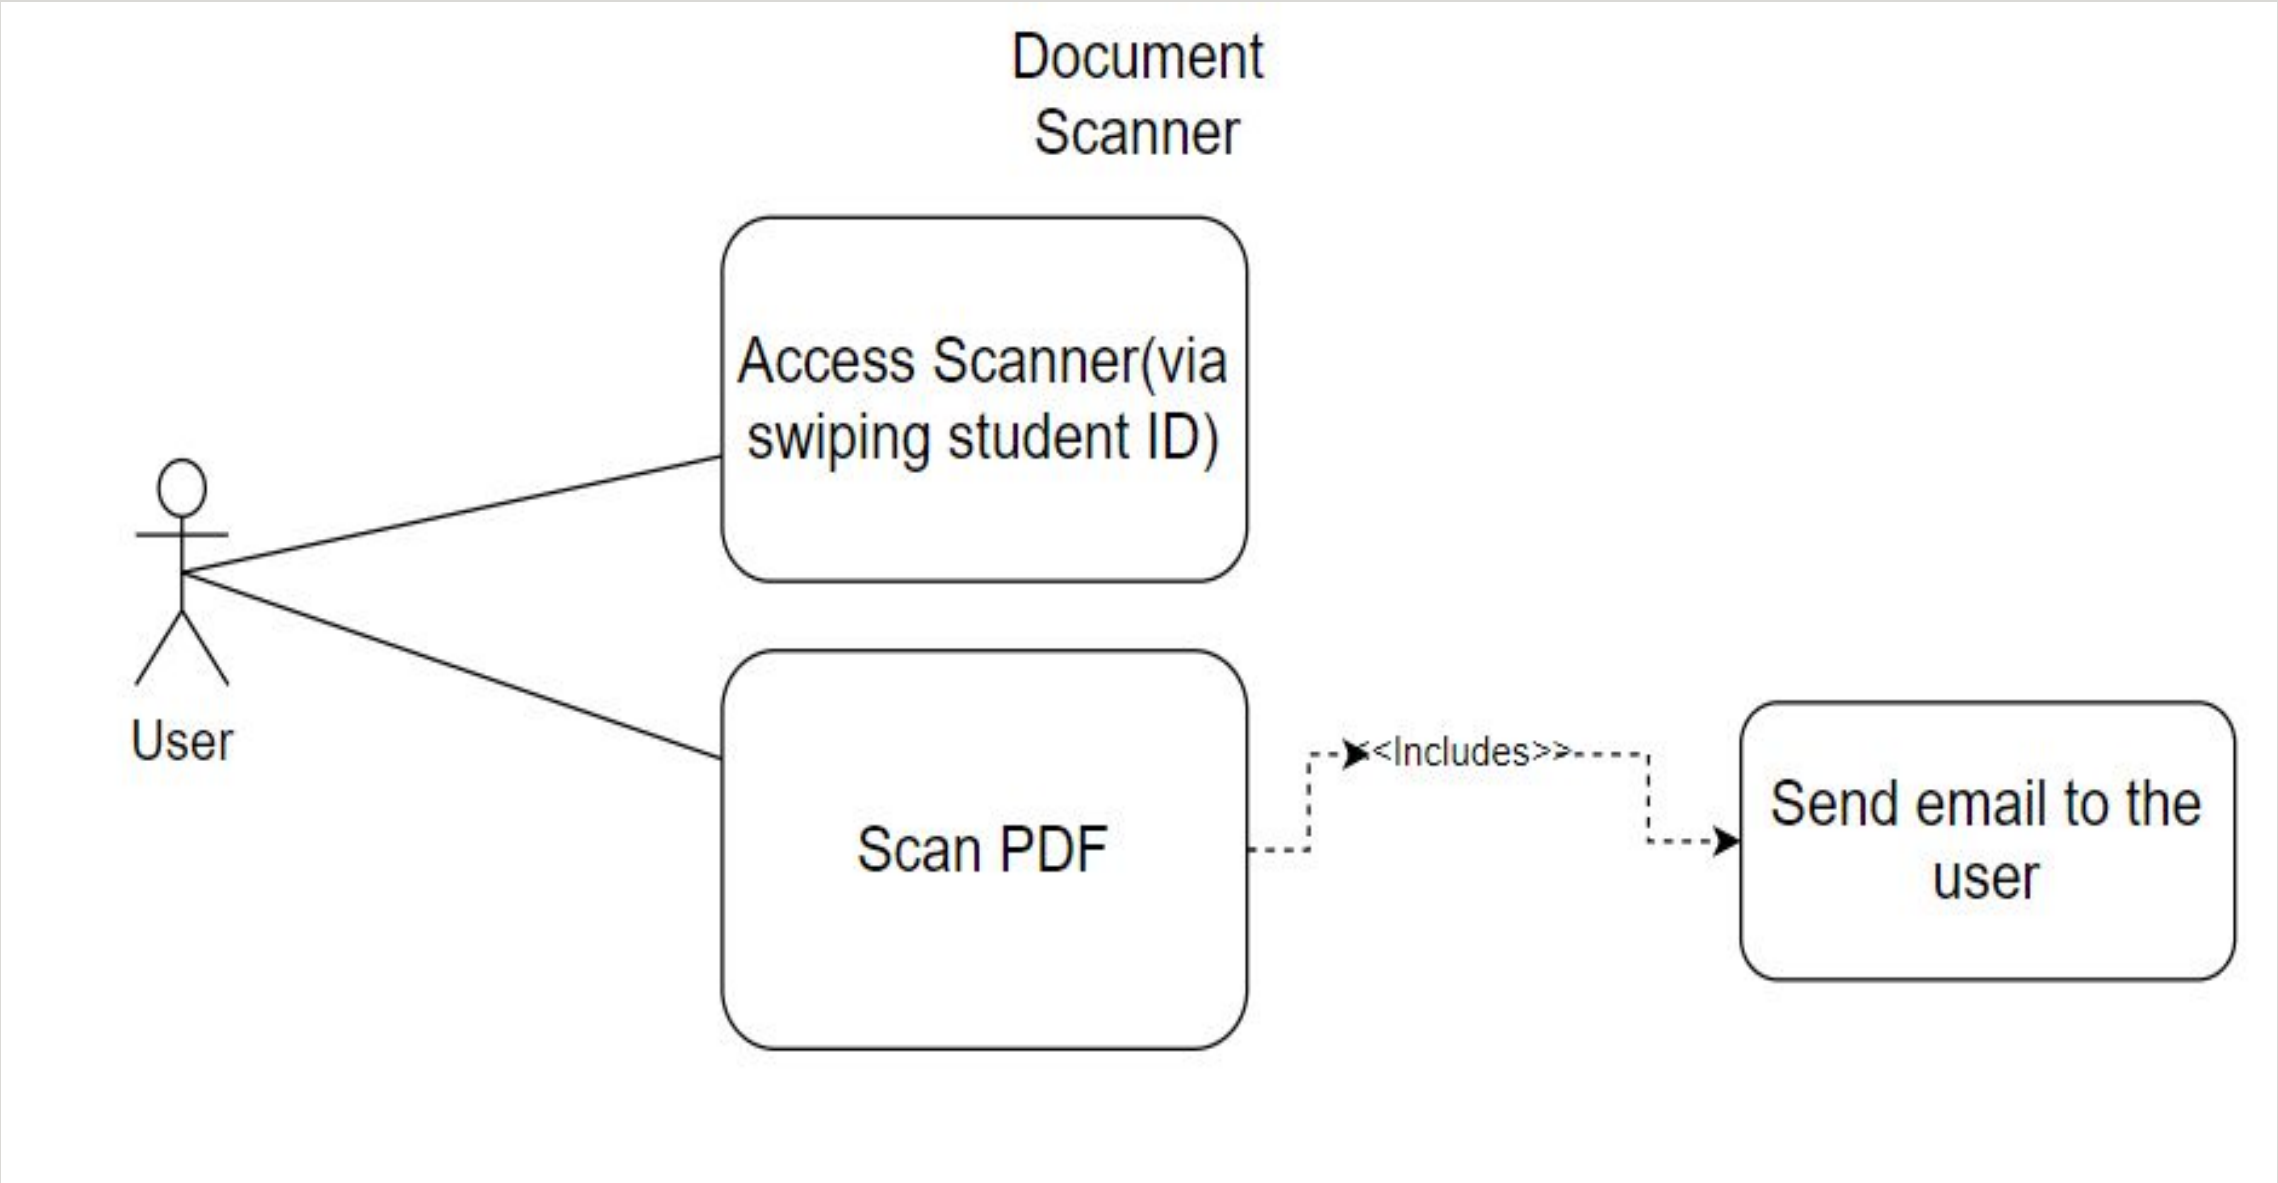 Document
Scanner
Access Scanner(via
swiping student ID)
User
Scan PDF
<<Includes>>
Send email to the
user